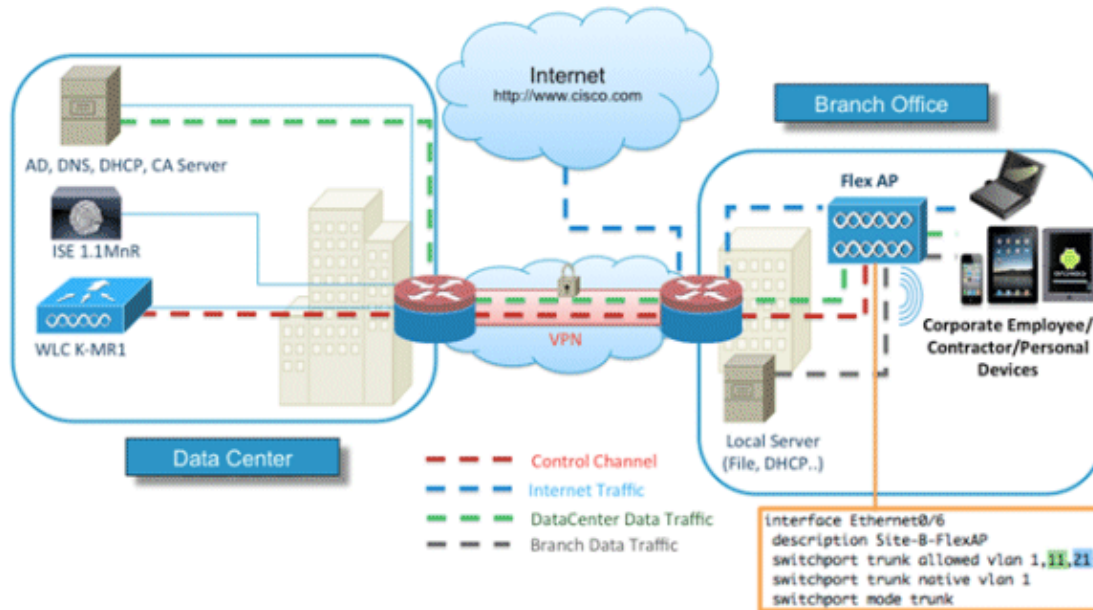 Internet
http://www.cisco.com
Branch Office
AD, DNS, DHCP, CA Server
ISE 1.1MnR
WLC K-MR1
Data Center
VPN
Flex AP
Corporate Employee/
Contractor/Personal
Devices
Local Server
(File, DHCP..)
Control Channel
Internet Traffic
DataCenter Data Traffic
Branch Data Traffic
interface Ethernet0/6
description Site-B-FlexAP
switchport trunk allowed vlan 1,11,21
switchport trunk native vlan 1
switchport mode trunk